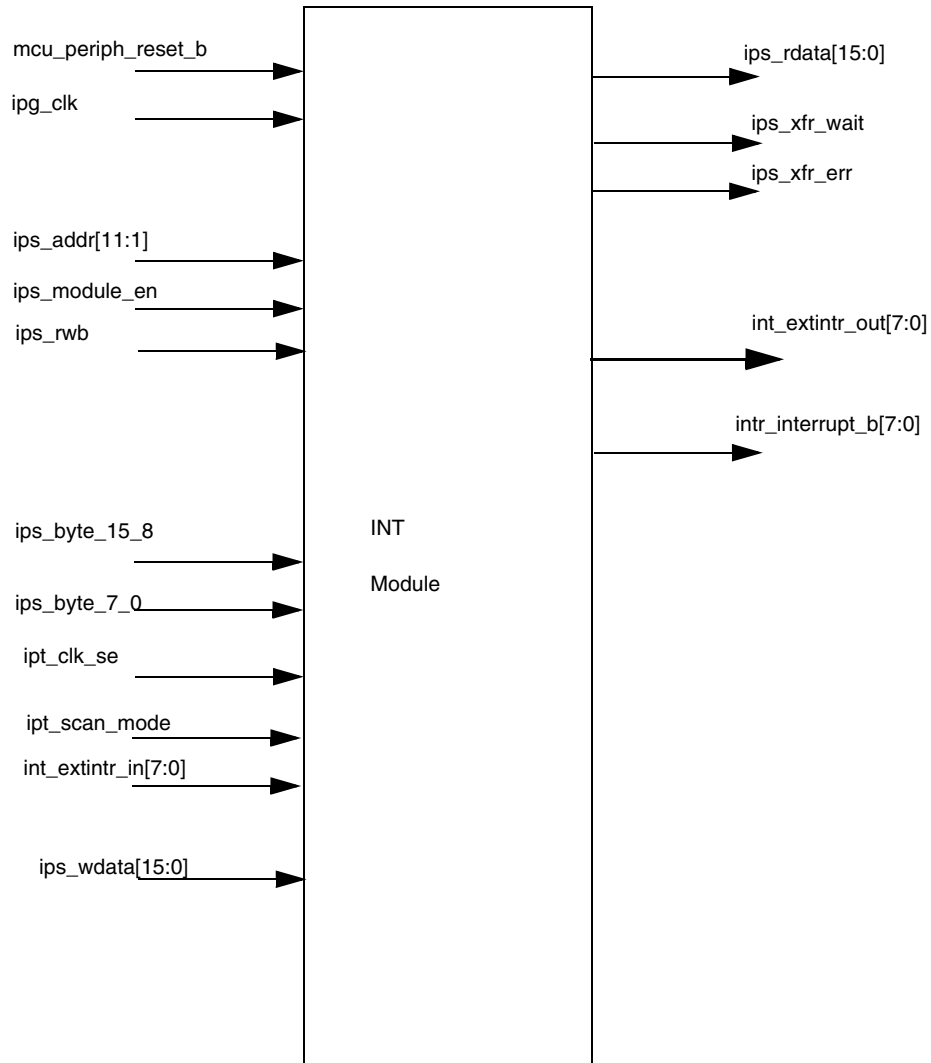 mcu_periph_reset_b
ipg_clk
ips_addr[11:1]
ips_module_en
ips_rwb
ips_byte_15_8
ips_byte_7_0
ipt_clk_se
ipt_scan_mode
int_extintr_in[7:0]
ips_wdata[15:0]
INT
Module
ips_rdata[15:0]
ips_xfr_wait
ips_xfr_err
int_extintr_out[7:0]
intr_interrupt_b[7:0]